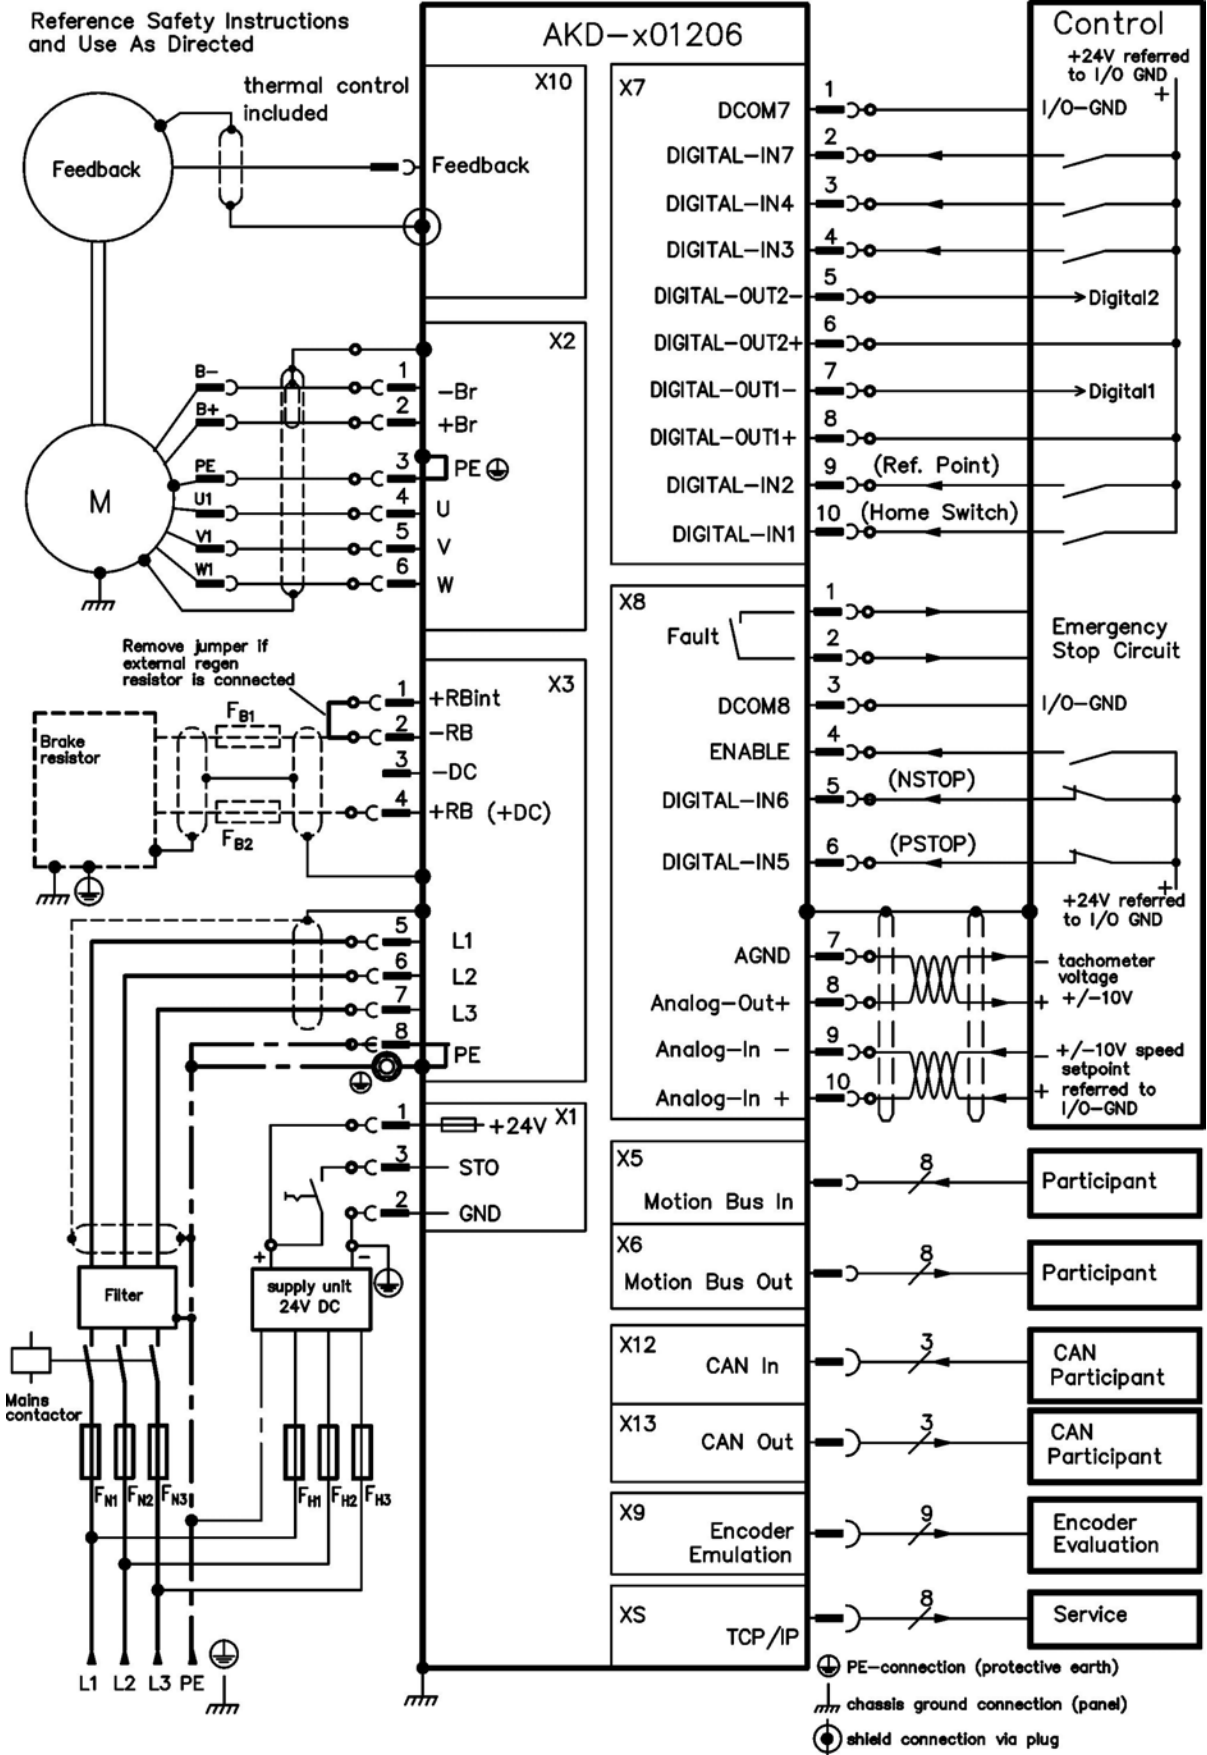 Reference Safety Instructions
and Use As Directed
AKD-x01206
Control
+24V referred
to I/O GND
+
thermal control
included
Feedback
X10
Feedback
X7
DCOM7
1
I/O-GND
DIGITAL-IN7
2
DIGITAL-IN4
3
DIGITAL-IN3
4
DIGITAL-OUT2-
5
Digital2
DIGITAL-OUT2+
6
DIGITAL-OUT1-
7
Digital1
DIGITAL-OUT1+
8
DIGITAL-IN2
9
(Ref. Point)
DIGITAL-IN1
10
(Home Switch)
X2
B-
1
-Br
B+
2
+Br
PE
3
PE
M
U1
4
U
V1
5
V
W1
6
W
X8
Fault
1
2
Emergency
Stop Circuit
DCOM8
3
I/O-GND
ENABLE
4
DIGITAL-IN6
5
(NSTOP)
DIGITAL-IN5
6
(PSTOP)
+
+24V referred
to I/O GND
AGND
7
- tachometer
voltage
Analog-Out+
8
+ +/-10V
Analog-In -
9
- +/-10V speed
setpoint
Analog-In +
10
+ referred to
I/O-GND
Remove jumper if
external regen
resistor is connected
X3
Brake
resistor
FB1
1
+RBint
2
-RB
3
-DC
4
+RB (+DC)
FB2
5
L1
6
L2
7
L3
8
PE
X1
1
+24V
3
STO
2
GND
+
-
supply unit
24V DC
Filter
Mains
contactor
FN1
FN2
FN3
FH1
FH2
FH3
L1
L2
L3
PE
X5
Motion Bus In
8
Participant
X6
Motion Bus Out
8
Participant
X12
CAN In
3
CAN
Participant
X13
CAN Out
3
CAN
Participant
X9
Encoder
Emulation
9
Encoder
Evaluation
XS
TCP/IP
8
Service
PE-connection (protective earth)
chassis ground connection (panel)
shield connection via plug